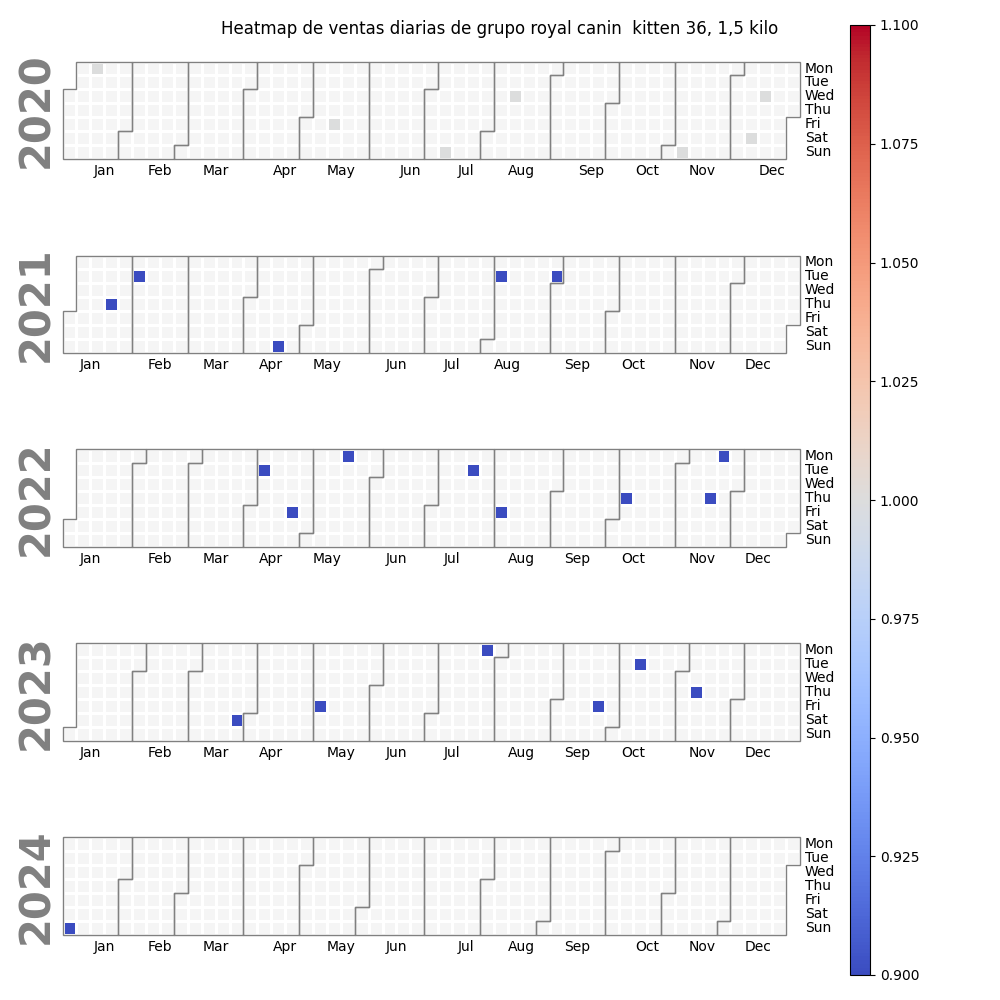 Heatmap de ventas diarias de grupo royal canin  kitten 36, 1,5 kilo
2020
Mon
Tue
Wed
Thu
Fri
Sat
Sun
Jan Feb Mar Apr May Jun Jul Aug Sep Oct Nov Dec
2021
Mon
Tue
Wed
Thu
Fri
Sat
Sun
Jan Feb Mar Apr May Jun Jul Aug Sep Oct Nov Dec
2022
Mon
Tue
Wed
Thu
Fri
Sat
Sun
Jan Feb Mar Apr May Jun Jul Aug Sep Oct Nov Dec
2023
Mon
Tue
Wed
Thu
Fri
Sat
Sun
Jan Feb Mar Apr May Jun Jul Aug Sep Oct Nov Dec
2024
Mon
Tue
Wed
Thu
Fri
Sat
Sun
Jan Feb Mar Apr May Jun Jul Aug Sep Oct Nov Dec
1.100
1.075
1.050
1.025
1.000
0.975
0.950
0.925
0.900